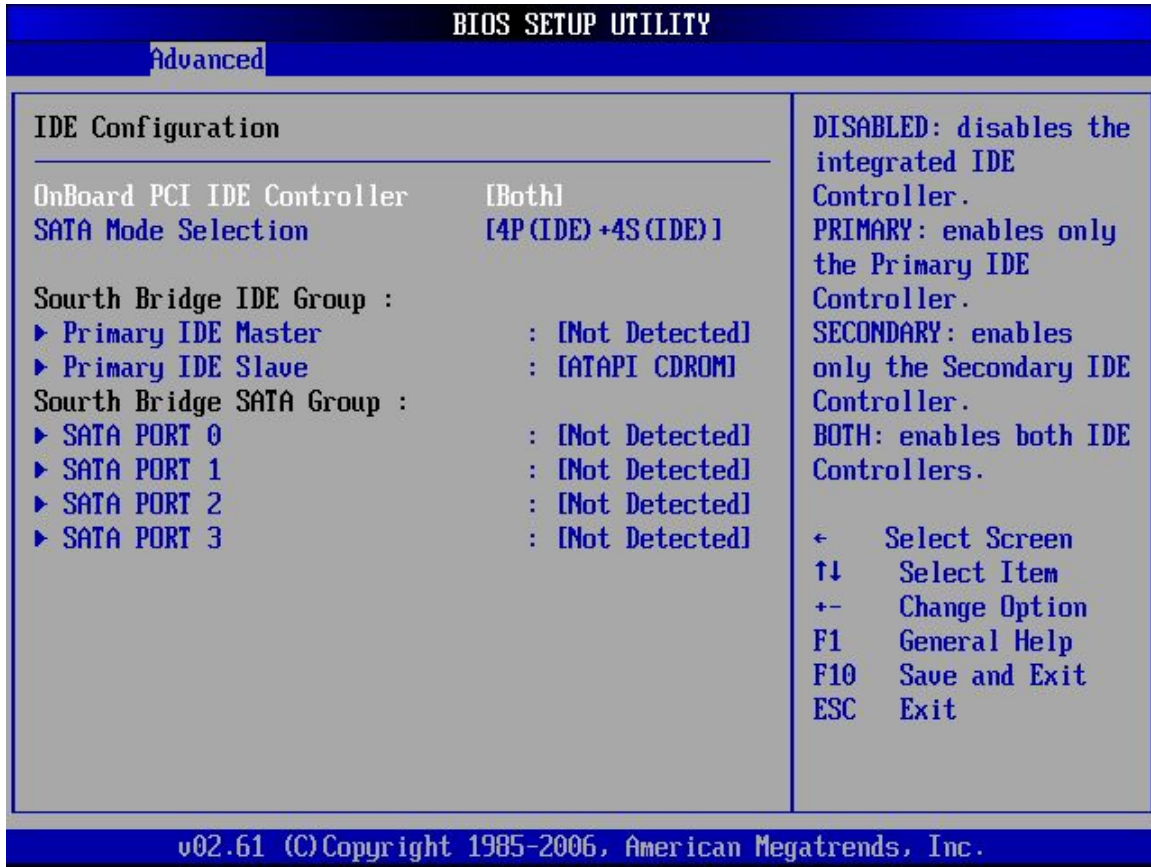 BIOS SETUP UTILITY
Advanced
IDE Configuration
OnBoard PCI IDE Controller [Both]
SATA Mode Selection [4P(IDE)+4S(IDE)]
Sourth Bridge IDE Group :
▶ Primary IDE Master : [Not Detected]
▶ Primary IDE Slave : [ATAPI CDROM]
Sourth Bridge SATA Group :
▶ SATA PORT 0 : [Not Detected]
▶ SATA PORT 1 : [Not Detected]
▶ SATA PORT 2 : [Not Detected]
▶ SATA PORT 3 : [Not Detected]
DISABLED: disables the
integrated IDE
Controller.
PRIMARY: enables only
the Primary IDE
Controller.
SECONDARY: enables
only the Secondary IDE
Controller.
BOTH: enables both IDE
Controllers.
← Select Screen
↑↓ Select Item
+- Change Option
F1 General Help
F10 Save and Exit
ESC Exit
v02.61 (C)Copyright 1985-2006, American Megatrends, Inc.